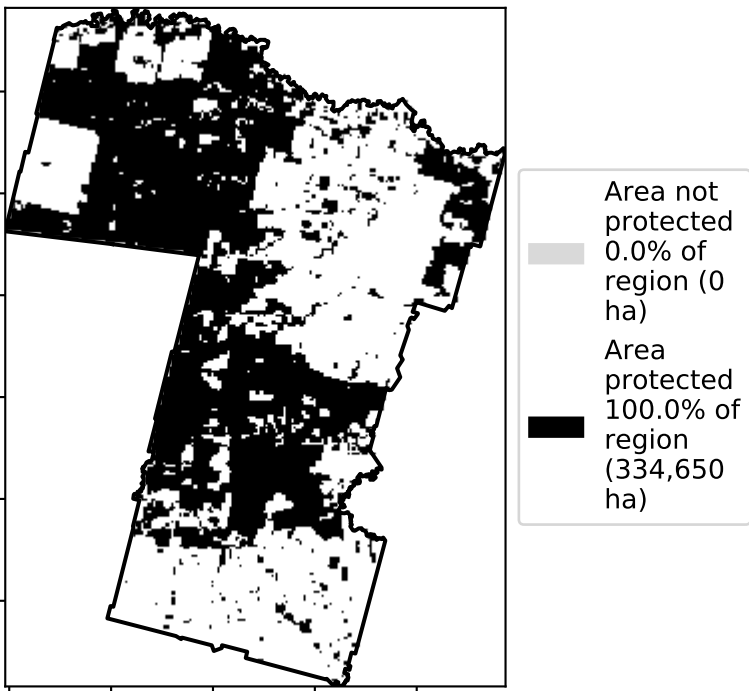 Area not
protected
0.0% of
region (0
ha)
Area
protected
100.0% of
region
(334,650
ha)